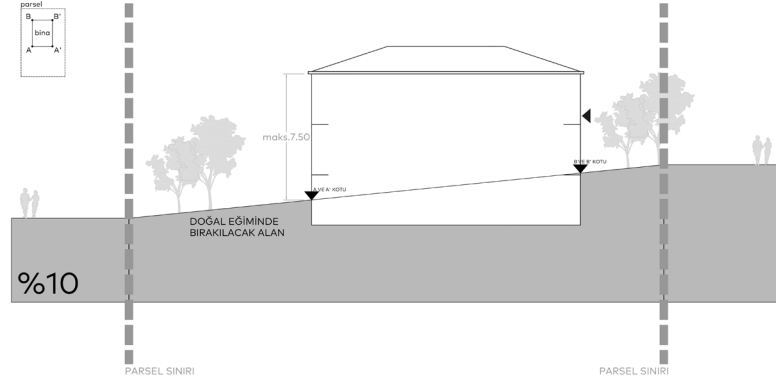 parsel
B B'
bina
A A'
maks.7.50
B VE B' KOTU
A VE A' KOTU
DOĞAL EĞİMİNDE
BIRAKILACAK ALAN
%10
PARSEL SINIRI
PARSEL SINIRI